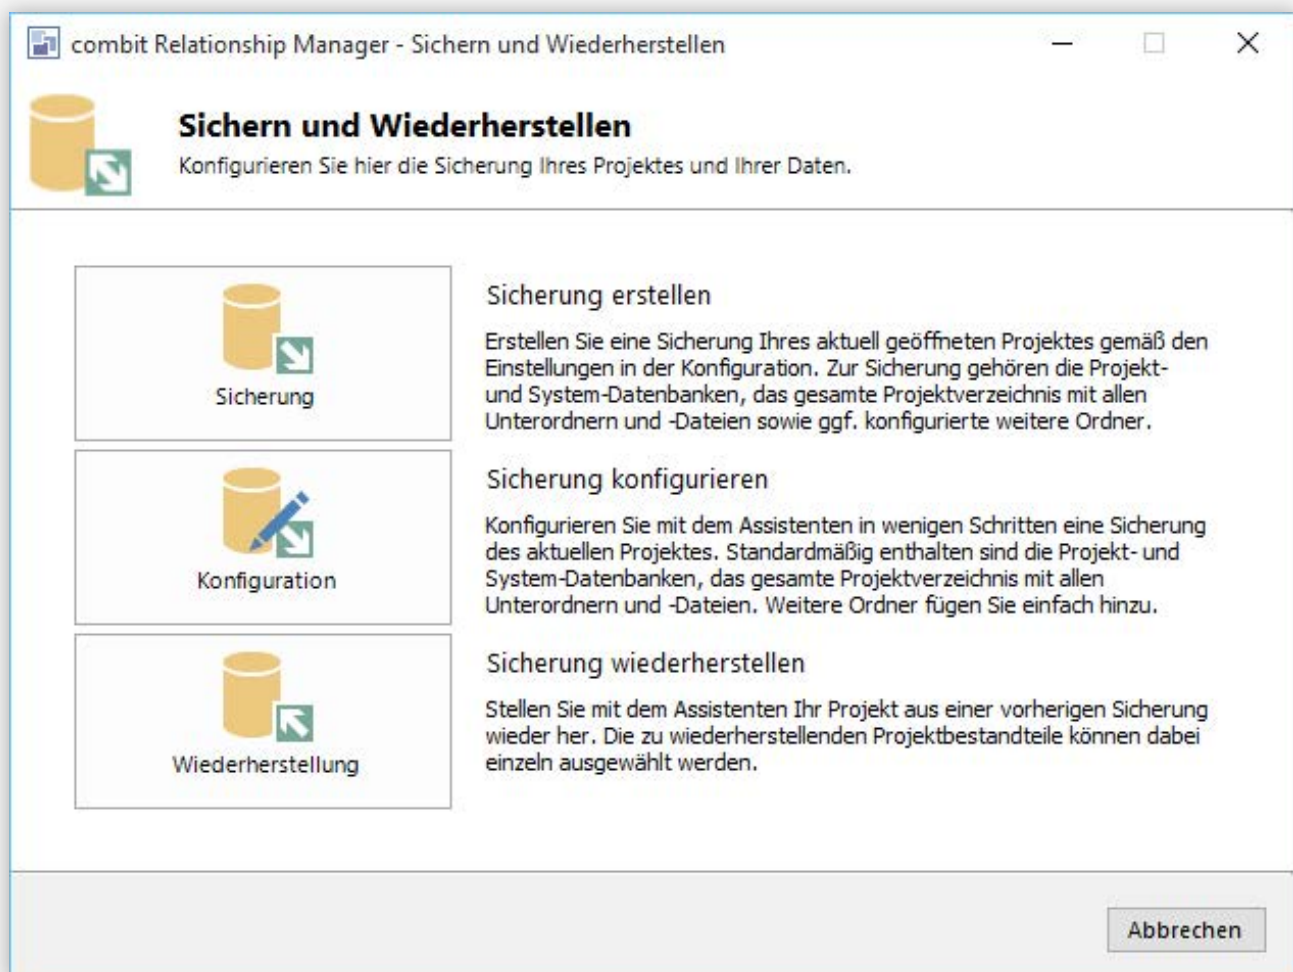 combit Relationship Manager - Sichern und Wiederherstellen
Sichern und Wiederherstellen
Konfigurieren Sie hier die Sicherung Ihres Projektes und Ihrer Daten.
Sicherung
Sicherung erstellen
Erstellen Sie eine Sicherung Ihres aktuell geöffneten Projektes gemäß den
Einstellungen in der Konfiguration. Zur Sicherung gehören die Projekt-
und System-Datenbanken, das gesamte Projektverzeichnis mit allen
Unterordnern und -Dateien sowie ggf. konfigurierte weitere Ordner.
Konfiguration
Sicherung konfigurieren
Konfigurieren Sie mit dem Assistenten in wenigen Schritten eine Sicherung
des aktuellen Projektes. Standardmäßig enthalten sind die Projekt- und
System-Datenbanken, das gesamte Projektverzeichnis mit allen
Unterordnern und -Dateien. Weitere Ordner fügen Sie einfach hinzu.
Wiederherstellung
Sicherung wiederherstellen
Stellen Sie mit dem Assistenten Ihr Projekt aus einer vorherigen Sicherung
wieder her. Die zu wiederherstellenden Projektbestandteile können dabei
einzeln ausgewählt werden.
Abbrechen